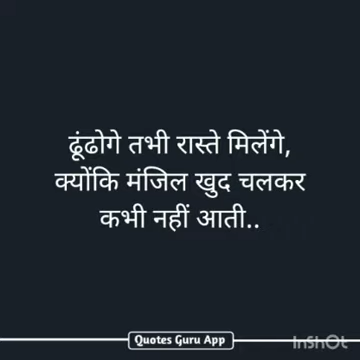 ढूंढोगे तभी रास्ते मिलेंगे,
क्योंकि मंजिल खुद चलकर
कभी नहीं आती..
Quotes Guru App
InShOt